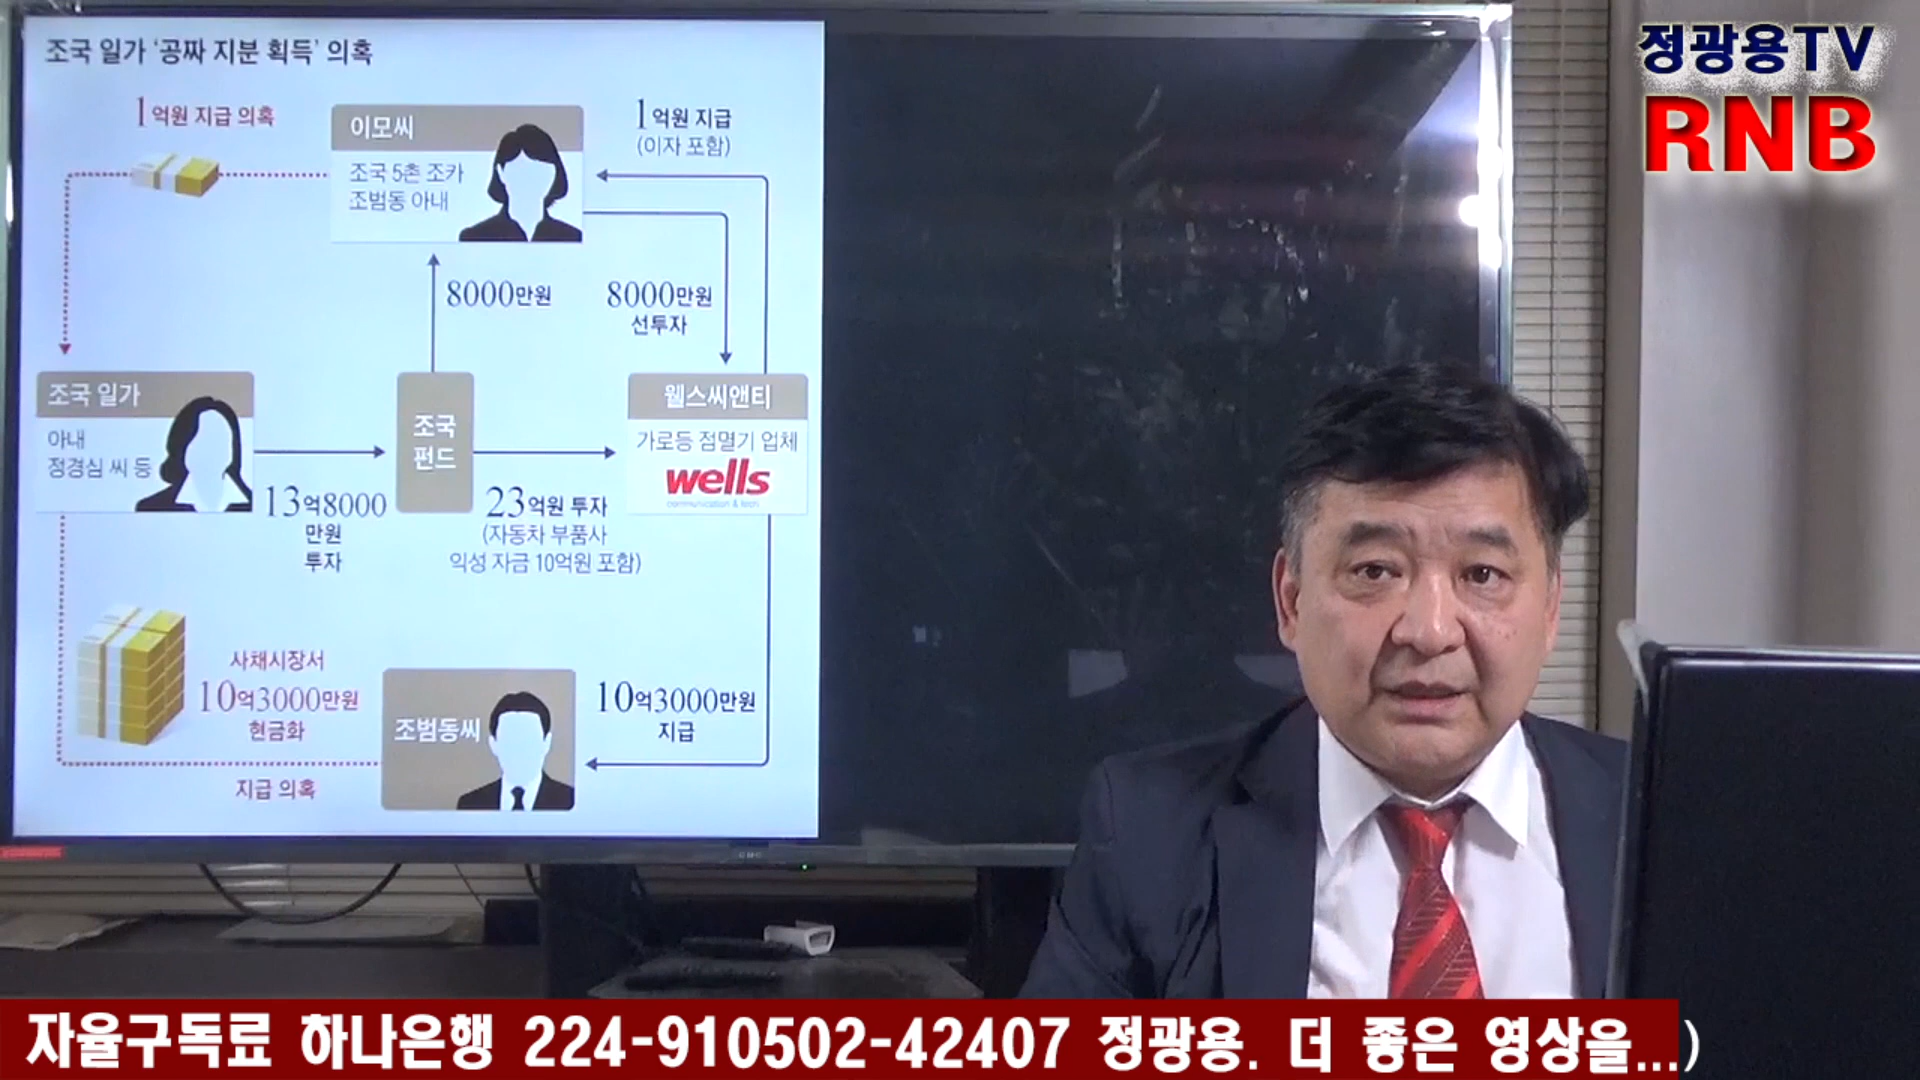 조국 일가 '공짜 지분 획득' 의혹
정광용TV
RNB
1억원 지급 의혹
이모씨
조국 5촌 조카
조범동 아내
1억원 지급
(이자 포함)
8000만원
8000만원
선투자
조국 일가
아내
정경심 씨 등
조국
펀드
웰스씨앤티
가로등 점멸기 업체
wells
communication & tech
13억8000
만원
투자
23억원 투자
(자동차 부품사
익성 자금 10억원 포함)
사채시장서
10억3000만원
현금화
조범동씨
10억3000만원
지급
지급 의혹
자율구독료 하나은행 224-910502-42407 정광용. 더 좋은 영상을...)